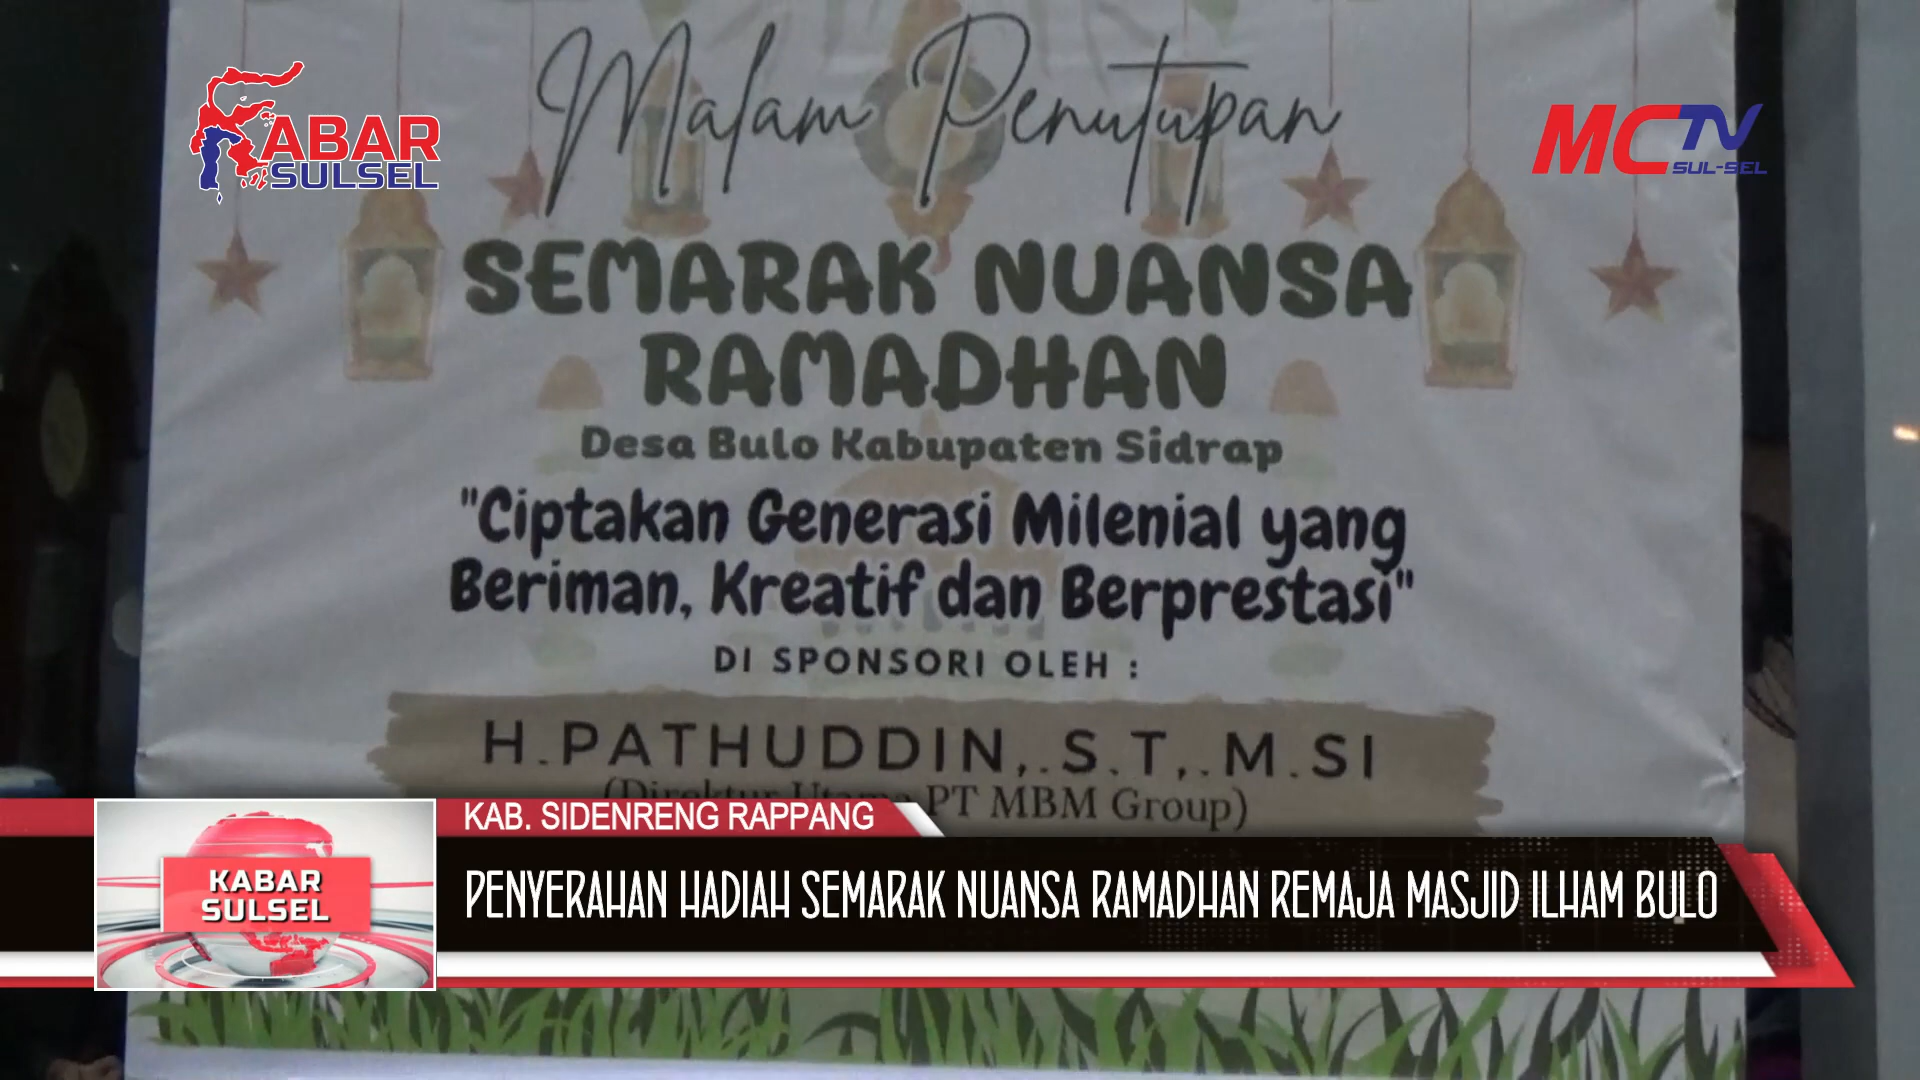 Malam Penutupan
KABAR
SULSEL
MCTV
SUL-SEL
SEMARAK NUANSA
RAMADHAN
Desa Bulo Kabupaten Sidrap
"Ciptakan Generasi Milenial yang
Beriman, Kreatif dan Berprestasi"
DI SPONSORI OLEH :
H.PATHUDDIN,.S.T,.M.SI
(Direktur Utama PT MBM Group)
KAB. SIDENRENG RAPPANG
KABAR
SULSEL
PENYERAHAN HADIAH SEMARAK NUANSA RAMADHAN REMAJA MASJID ILHAM BULO